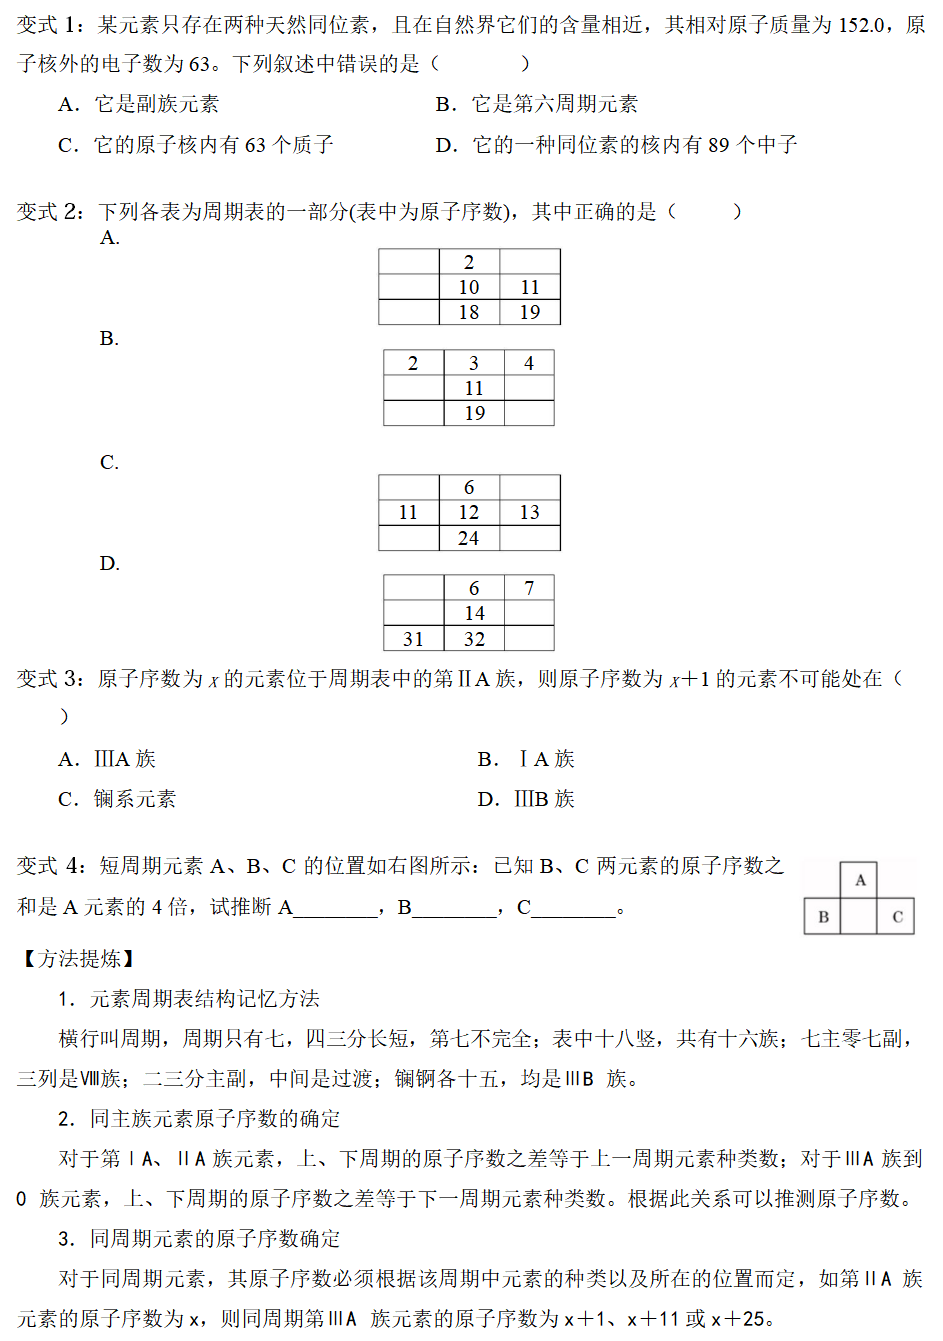 变式 1：某元素只存在两种天然同位素，且在自然界它们的含量相近，其相对原子质量为 152.0，原
子核外的电子数为 63。下列叙述中错误的是（　　　）
A．它是副族元素　　B．它是第六周期元素
C．它的原子核内有 63 个质子　　D．它的一种同位素的核内有 89 个中子
变式 2：下列各表为周期表的一部分(表中为原子序数)，其中正确的是（　　）
A.
2
10 11
18 19
B.
2 3 4
11
19
C.
6
11 12 13
24
D.
6 7
14
31 32
变式 3：原子序数为 x 的元素位于周期表中的第ⅡA 族，则原子序数为 x＋1 的元素不可能处在（
）
A．ⅢA 族　　B．ⅠA 族
C．镧系元素　　D．ⅢB 族
变式 4：短周期元素 A、B、C 的位置如右图所示：已知 B、C 两元素的原子序数之
和是 A 元素的 4 倍，试推断 A________，B________，C________。
A
B C
【方法提炼】
1．元素周期表结构记忆方法
横行叫周期，周期只有七，四三分长短，第七不完全；表中十八竖，共有十六族；七主零七副，
三列是Ⅷ族；二三分主副，中间是过渡；镧锕各十五，均是ⅢB 族。
2．同主族元素原子序数的确定
对于第ⅠA、ⅡA 族元素，上、下周期的原子序数之差等于上一周期元素种类数；对于ⅢA 族到
0 族元素，上、下周期的原子序数之差等于下一周期元素种类数。根据此关系可以推测原子序数。
3．同周期元素的原子序数确定
对于同周期元素，其原子序数必须根据该周期中元素的种类以及所在的位置而定，如第ⅡA 族
元素的原子序数为 x，则同周期第ⅢA 族元素的原子序数为 x＋1、x＋11 或 x＋25。